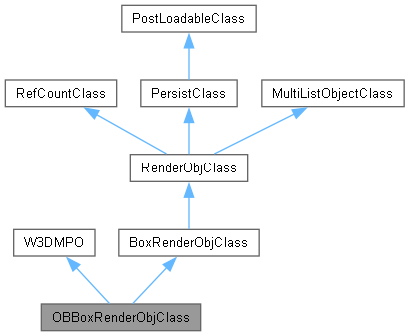 PostLoadableClass
RefCountClass
PersistClass
MultiListObjectClass
RenderObjClass
W3DMPO
BoxRenderObjClass
OBBoxRenderObjClass